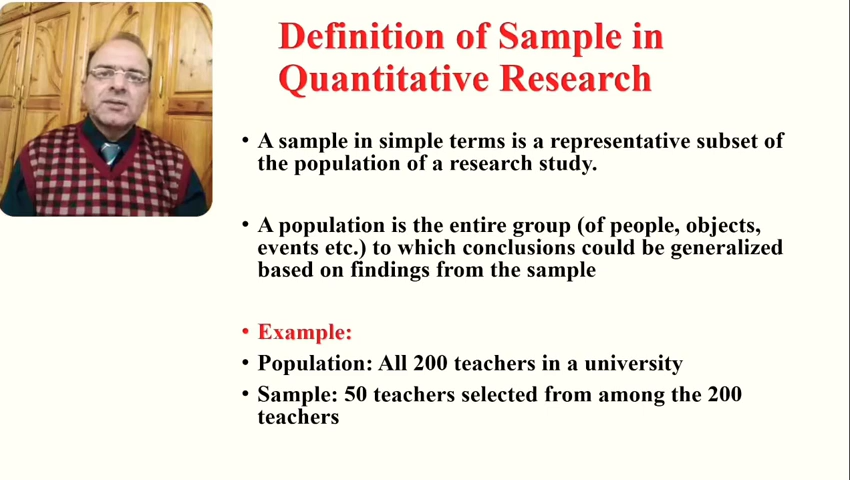 Definition of Sample in
Quantitative Research
• A sample in simple terms is a representative subset of
the population of a research study.
• A population is the entire group (of people, objects,
events etc.) to which conclusions could be generalized
based on findings from the sample
• Example:
• Population: All 200 teachers in a university
• Sample: 50 teachers selected from among the 200
teachers